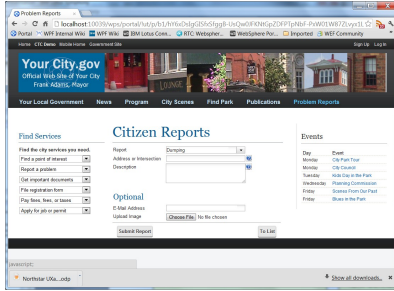 Problem Reports
localhost:10039/wps/portal/lut/p/b1/
Portal WPF Internal Wiki WPF Wiki IBM Lotus Conn... RTC: Webspher... WebSphere Por... Imported WEF Community
Home CTC Demo Mobile Home Government Site Sign Up Log In
Your City.gov
Official Web Site of Your City
Frank Adams, Mayor
LOUNGE
Your Local Government News Program City Scenes Find Park Publications Problem Reports
Find Services
Find the city services you need.
Find a point of interest
Report a problem
Get important documents
File registration form
Pay fines, fees, or taxes
Apply for job or permit
Citizen Reports
Report Dumping
Address or Intersection
Description
Optional
E-Mail Address
Upload Image Choose File No file chosen
Submit Report To List
Events
Day Event
Monday City Park Tour
Monday City Council
Tuesday Kids Day in the Park
Wednesday Planning Commission
Friday Scenes From Our Past
Friday Blues in the Park
javascript:;
Northstar UXe....odp
Show all downloads...